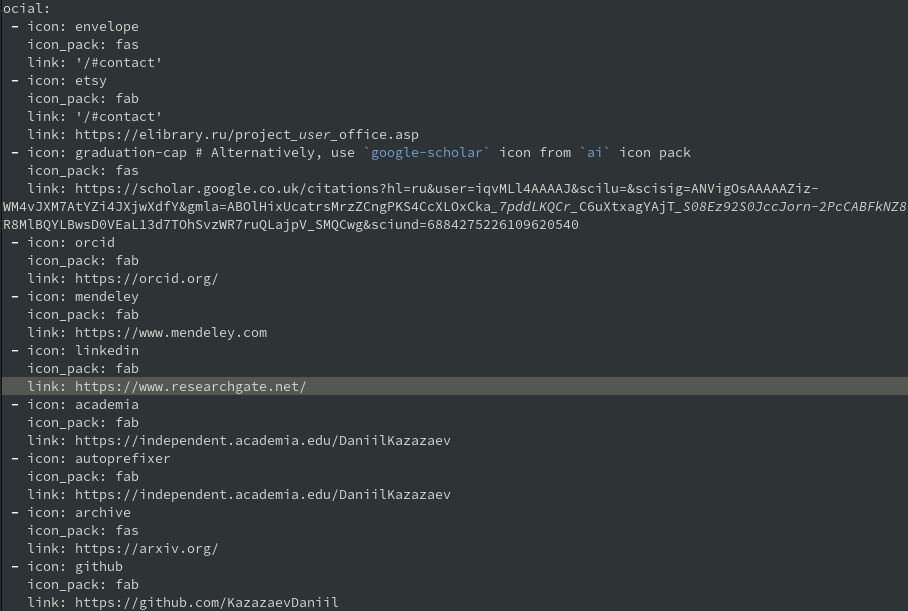 ocial:
 - icon: envelope
   icon_pack: fas
   link: '/#contact'
 - icon: etsy
   icon_pack: fab
   link: '/#contact'
   link: https://elibrary.ru/project_user_office.asp
 - icon: graduation-cap # Alternatively, use `google-scholar` icon from `ai` icon pack
   icon_pack: fas
   link: https://scholar.google.co.uk/citations?hl=ru&user=iqvMLl4AAAAJ&scilu=&scisig=ANVigOsAAAAAZiz-
WM4vJXM7AtYZi4JXjwXdfY&gmla=ABOlHixUcatrsMrzZCngPKS4CcXLOxCka_7pddLKQCr_C6uXtxagYAjT_S08Ez92S0JccJorn-2PcCABFkNZ8
R8MlBQYLBwsD0VEaL13d7TOhSvzWR7ruQLajpV_SMQCwg&sciund=6884275226109620540
 - icon: orcid
   icon_pack: fab
   link: https://orcid.org/
 - icon: mendeley
   icon_pack: fab
   link: https://www.mendeley.com
 - icon: linkedin
   icon_pack: fab
   link: https://www.researchgate.net/
 - icon: academia
   icon_pack: fab
   link: https://independent.academia.edu/DaniilKazazaev
 - icon: autoprefixer
   icon_pack: fab
   link: https://independent.academia.edu/DaniilKazazaev
 - icon: archive
   icon_pack: fas
   link: https://arxiv.org/
 - icon: github
   icon_pack: fab
   link: https://github.com/KazazaevDaniil